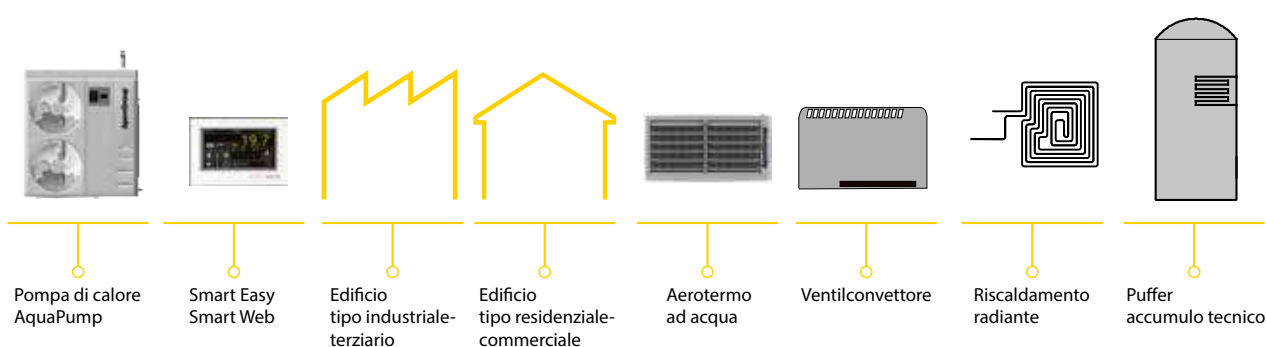 Pompa di calore
AquaPump
Smart Easy
Smart Web
Edificio
tipo industriale-
terziario
Edificio
tipo residenziale-
commerciale
Aerotermo
ad acqua
Ventilconvettore
Riscaldamento
radiante
Puffer
accumulo tecnico